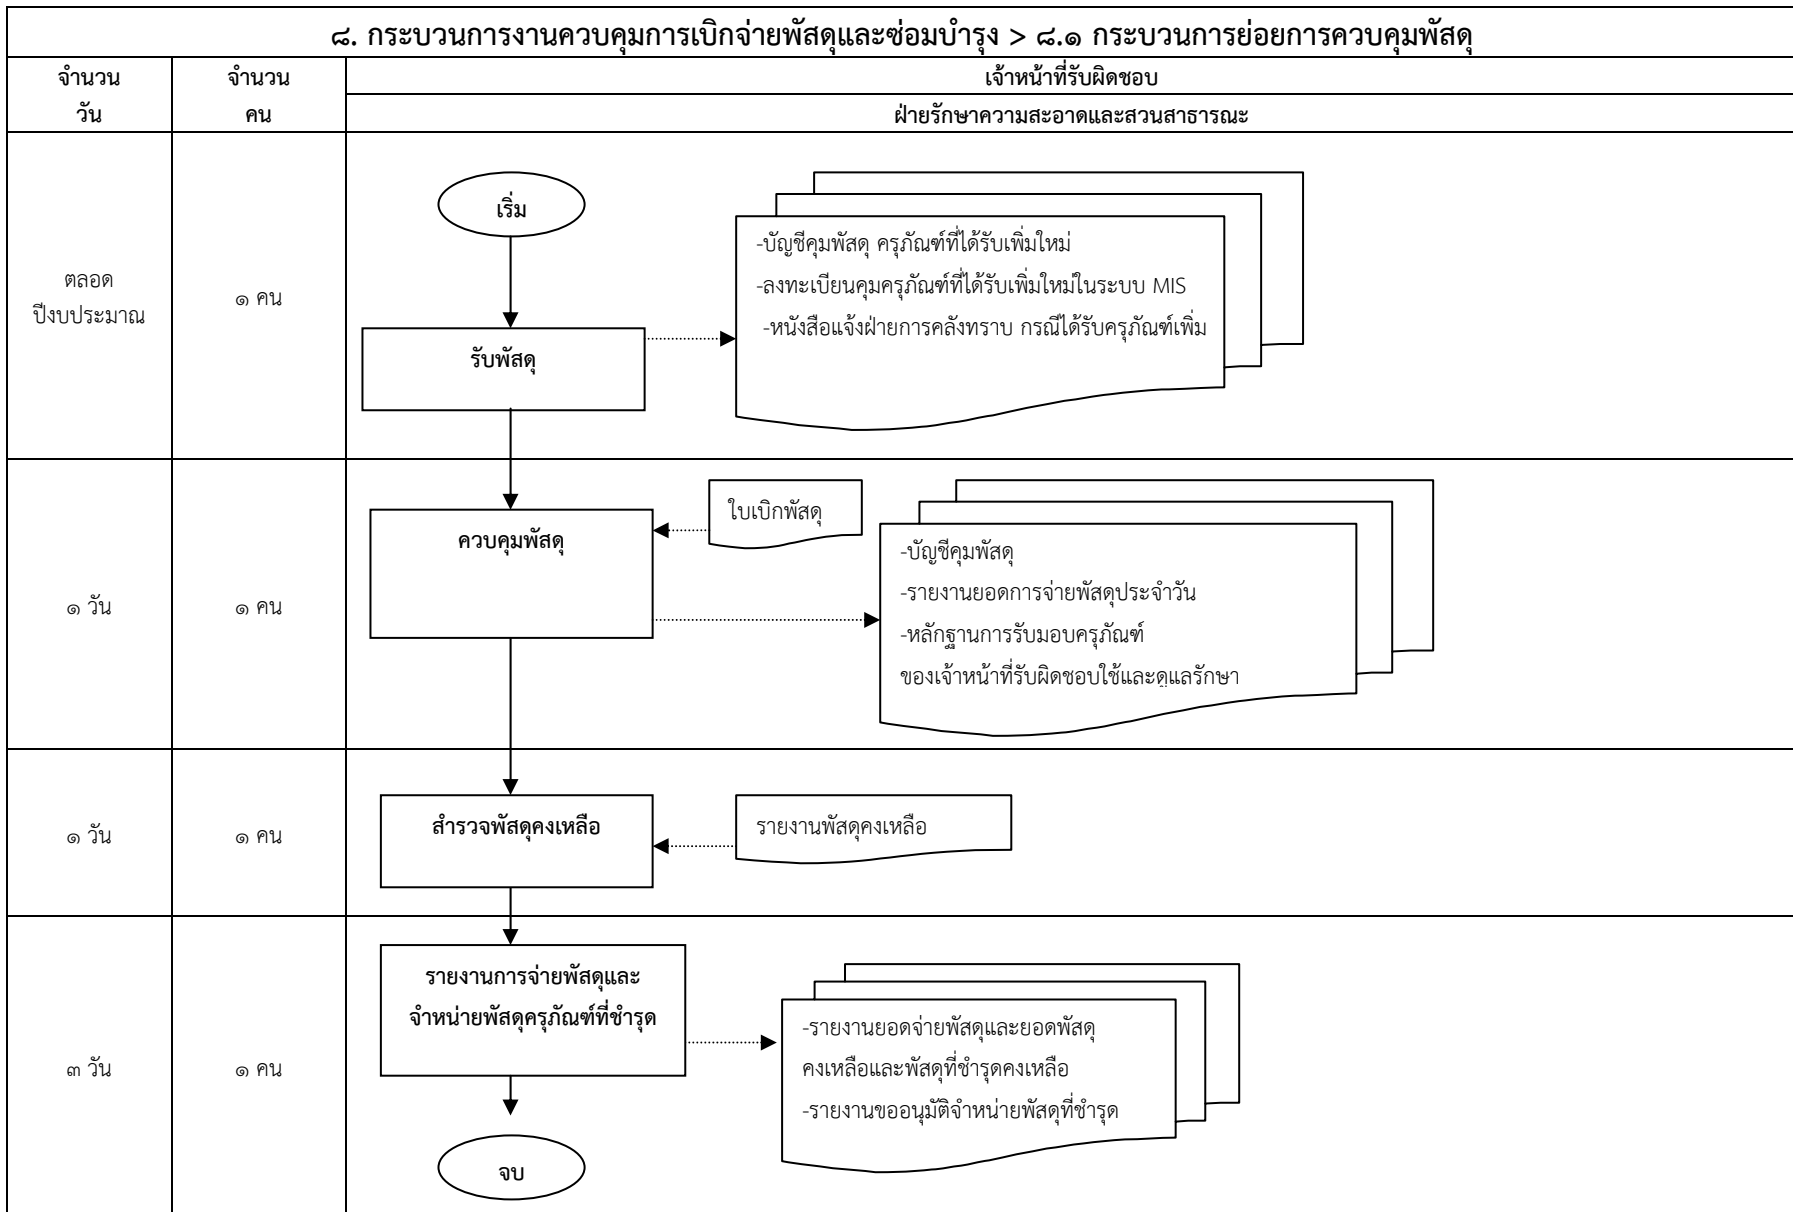 ๘. กระบวนการงานควบคุมการเบิกจ่ายพัสดุและซ่อมบำรุง > ๘.๑ กระบวนการย่อยการควบคุมพัสดุ
จำนวน
วัน
จำนวน
คน
เจ้าหน้าที่รับผิดชอบ
ฝ่ายรักษาความสะอาดและสวนสาธารณะ
ตลอด
ปีงบประมาณ
๑ คน
เริ่ม
รับพัสดุ
-บัญชีคุมพัสดุ ครุภัณฑ์ที่ได้รับเพิ่มใหม่
-ลงทะเบียนคุมครุภัณฑ์ที่ได้รับเพิ่มใหม่ในระบบ MIS
-หนังสือแจ้งฝ่ายการคลังทราบ กรณีได้รับครุภัณฑ์เพิ่ม
๑ วัน
๑ คน
ควบคุมพัสดุ
ใบเบิกพัสดุ
-บัญชีคุมพัสดุ
-รายงานยอดการจ่ายพัสดุประจำวัน
-หลักฐานการรับมอบครุภัณฑ์
ของเจ้าหน้าที่รับผิดชอบใช้และดูแลรักษา
๑ วัน
๑ คน
สำรวจพัสดุคงเหลือ
รายงานพัสดุคงเหลือ
๓ วัน
๑ คน
รายงานการจ่ายพัสดุและ
จำหน่ายพัสดุครุภัณฑ์ที่ชำรุด
-รายงานยอดจ่ายพัสดุและยอดพัสดุ
คงเหลือและพัสดุที่ชำรุดคงเหลือ
-รายงานขออนุมัติจำหน่ายพัสดุที่ชำรุด
จบ